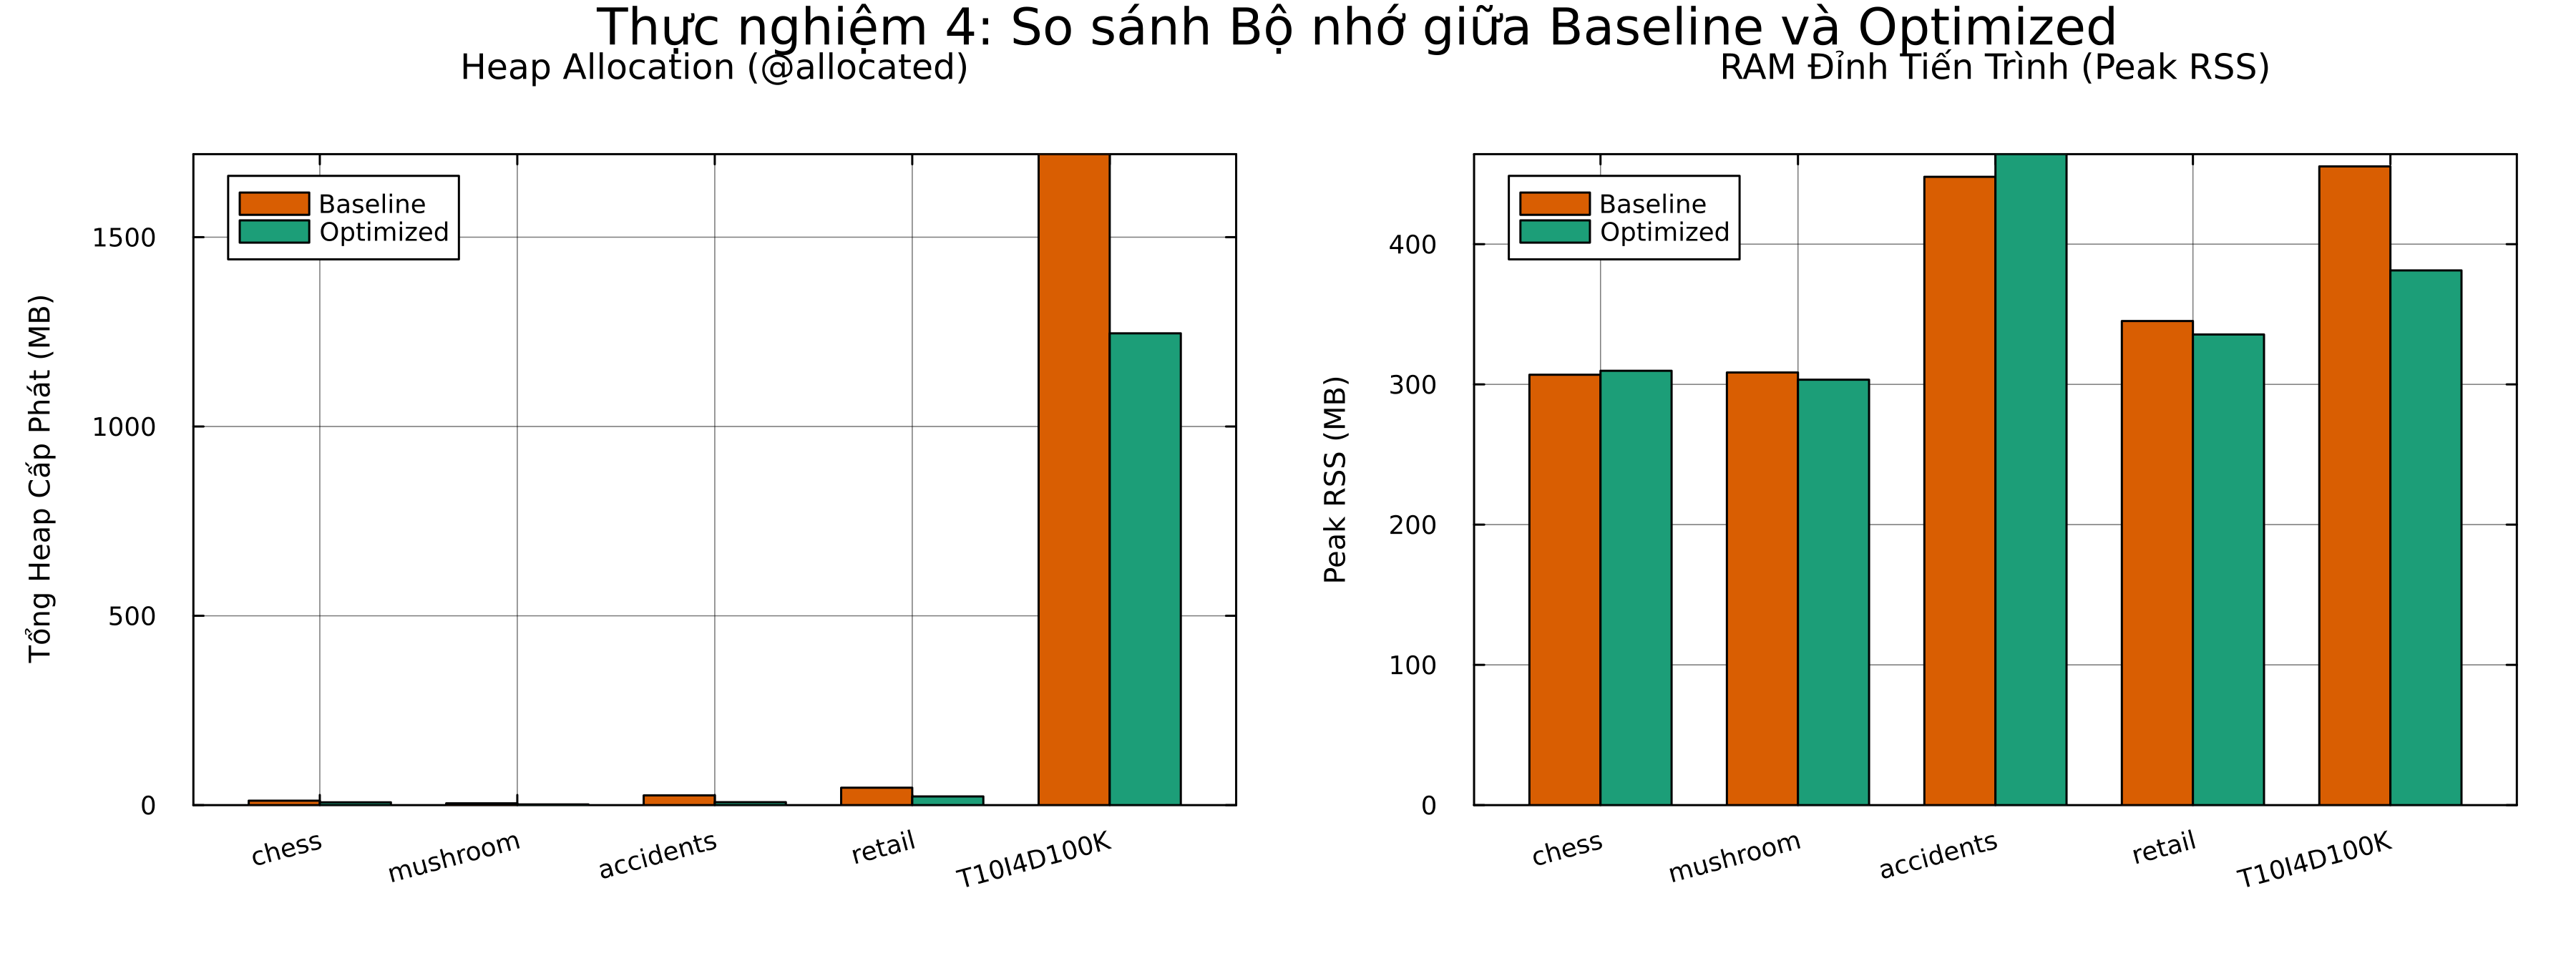 Thực nghiệm 4: So sánh Bộ nhớ giữa Baseline và Optimized
Heap Allocation (@allocated)
Tổng Heap Cấp Phát (MB)
1500
1000
500
0
Baseline
Optimized
chess
mushroom
accidents
retail
T10I4D100K
RAM Đỉnh Tiến Trình (Peak RSS)
Peak RSS (MB)
400
300
200
100
0
Baseline
Optimized
chess
mushroom
accidents
retail
T10I4D100K